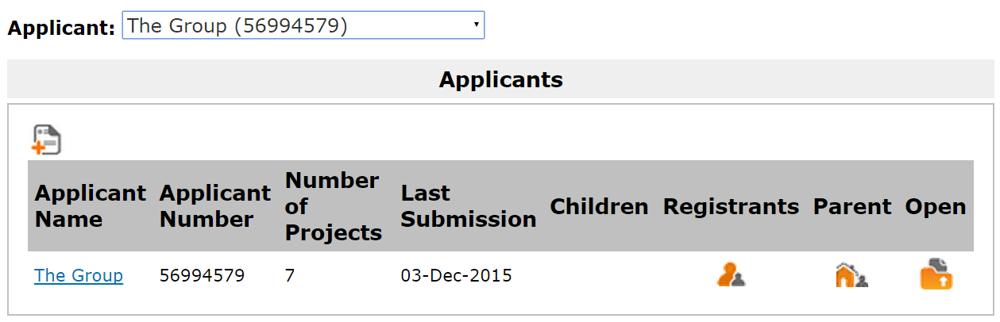 Applicant: The Group (56994579)
Applicants
Applicant Name Applicant Number Number of Projects Last Submission Children Registrants Parent Open
The Group 56994579 7 03-Dec-2015